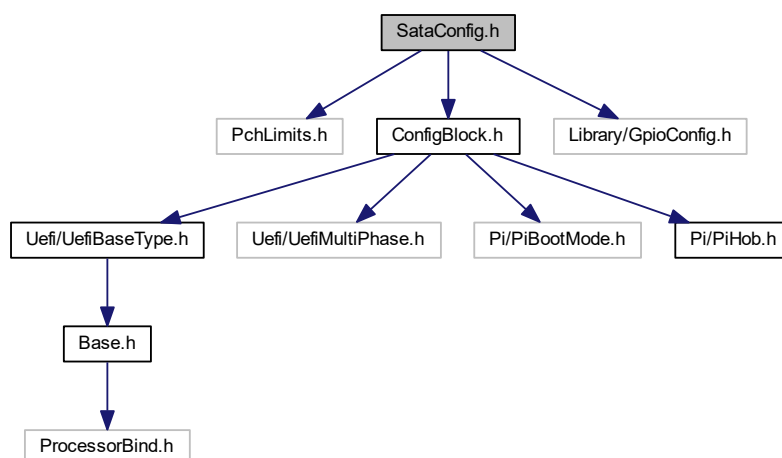 SataConfig.h
PchLimits.h
ConfigBlock.h
Library/GpioConfig.h
Uefi/UefiBaseType.h
Uefi/UefiMultiPhase.h
Pi/PiBootMode.h
Pi/PiHob.h
Base.h
ProcessorBind.h